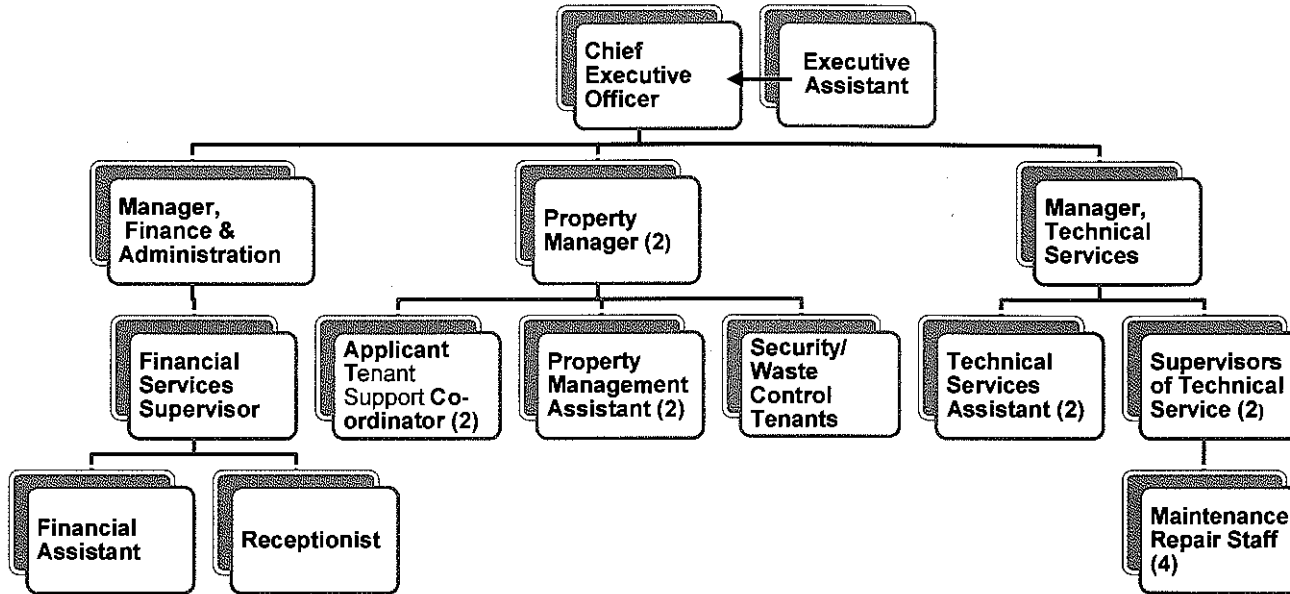 Chief
Executive
Officer
Executive
Assistant
Manager,
Finance &
Administration
Property
Manager (2)
Manager,
Technical
Services
Financial
Services
Supervisor
Applicant
Tenant
Support Co-
ordinator (2)
Property
Management
Assistant (2)
Security/
Waste
Control
Tenants
Technical
Services
Assistant (2)
Supervisors
of Technical
Service (2)
Financial
Assistant
Receptionist
Maintenance
Repair Staff
(4)